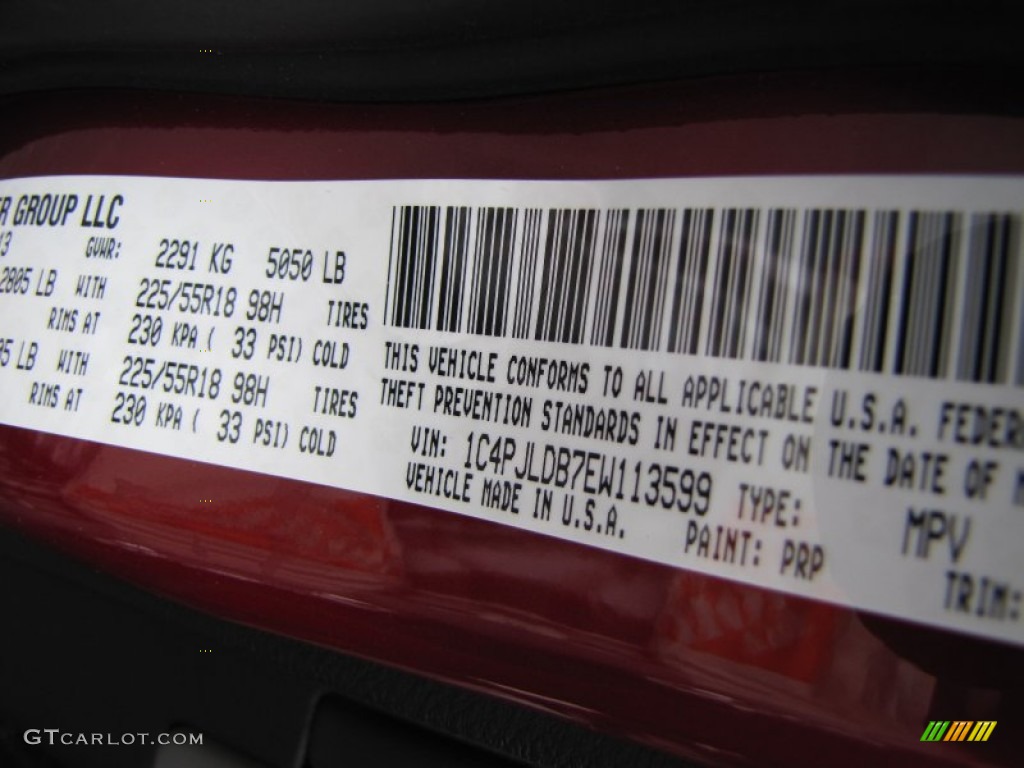 R GROUP LLC
13 GVWR: 2291 KG 5050 LB
2805 LB WITH 225/55R18 98H TIRES
RIMS AT 230 KPA ( 33 PSI) COLD
05 LB WITH 225/55R18 98H TIRES
RIMS AT 230 KPA ( 33 PSI) COLD
THIS VEHICLE CONFORMS TO ALL APPLICABLE U.S.A. FEDER
THEFT PREVENTION STANDARDS IN EFFECT ON THE DATE OF
VIN: 1C4PJLDB7EW113599 TYPE: MPV
VEHICLE MADE IN U.S.A. PAINT: PRP TRIM:
GTCARLOT.COM